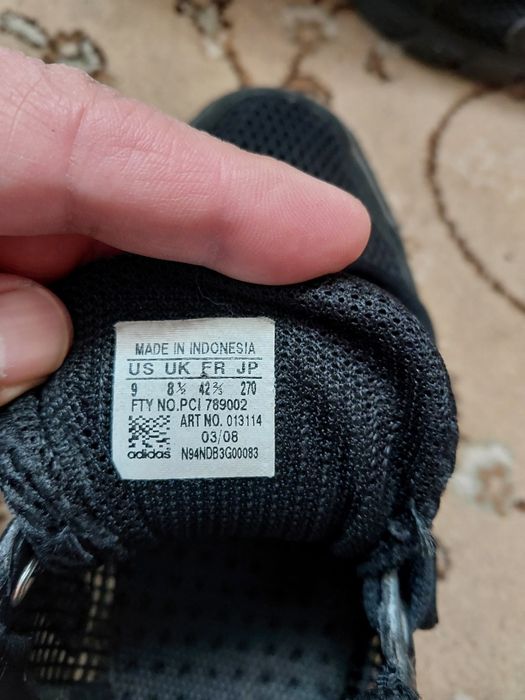 MADE IN INDONESIA
US UK FR JP
9 8½ 42⅔ 270
FTY NO.PCI 789002
ART NO. 013114
03/08
adidas N94NDB3G00083